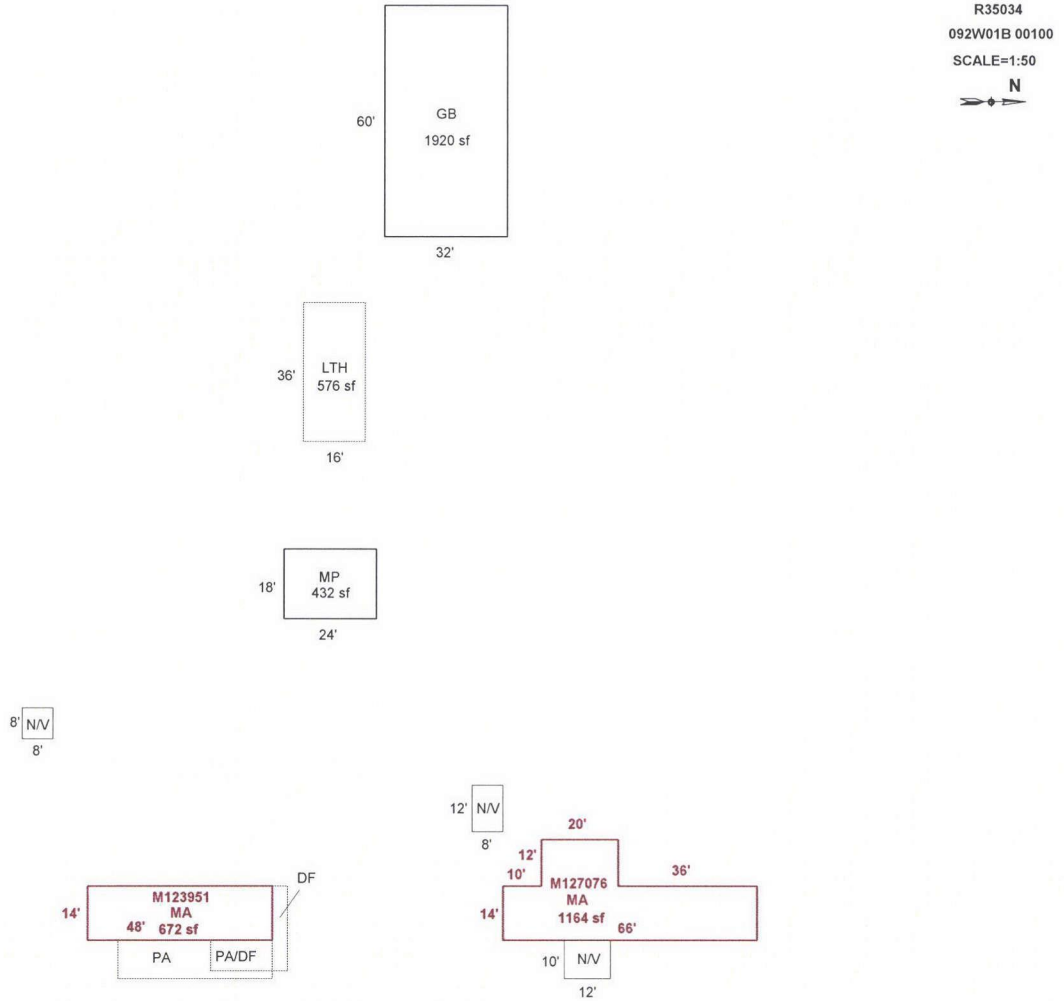 R35034
092W01B 00100
SCALE=1:50
N
60'
GB
1920 sf
32'
36'
LTH
576 sf
16'
18'
MP
432 sf
24'
8'
N/V
8'
12'
N/V
8'
20'
12'
10'
36'
M127076
MA
1164 sf
14'
66'
10'
N/V
12'
DF
M123951
MA
14'
48'
672 sf
PA
PA/DF